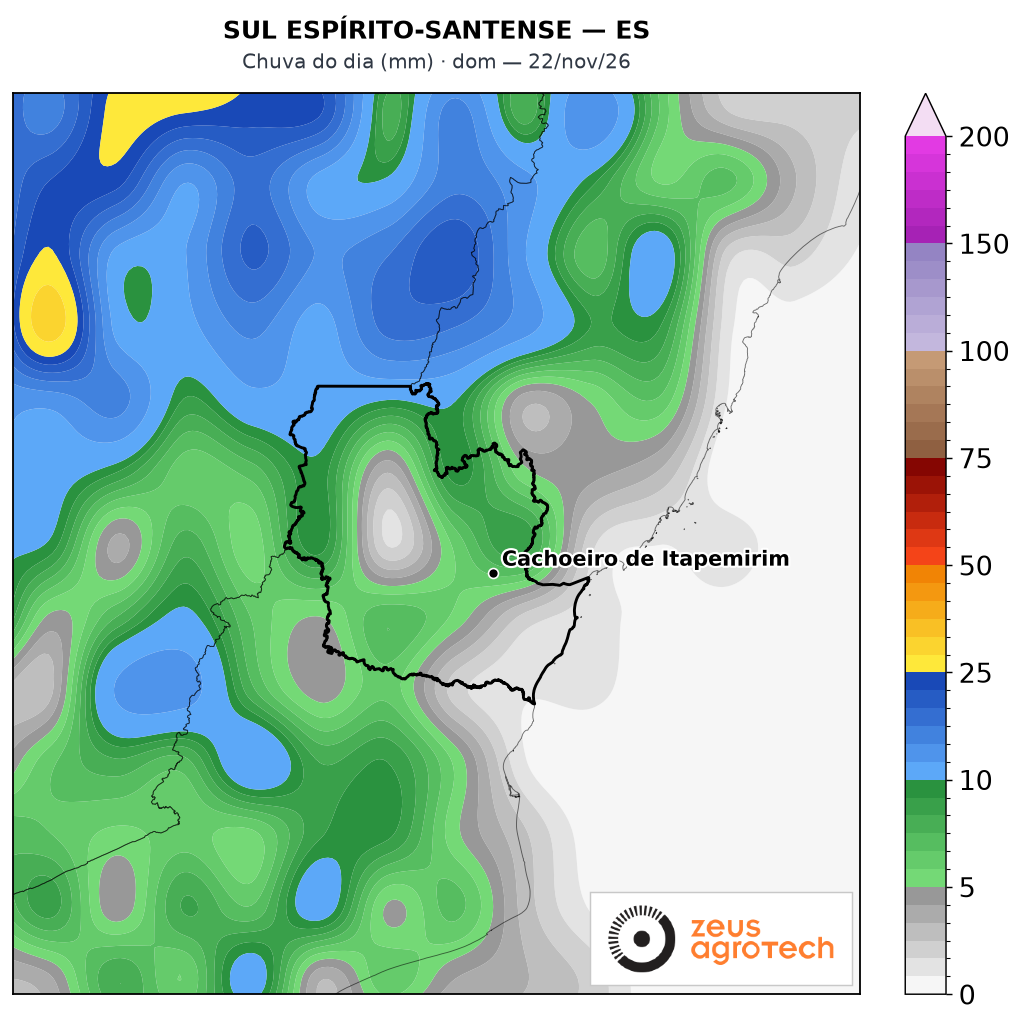 SUL ESPÍRITO-SANTENSE — ES
Chuva do dia (mm) · dom — 22/nov/26
200
150
100
75
50
25
10
5
0
Cachoeiro de Itapemirim
zeus
agrotech